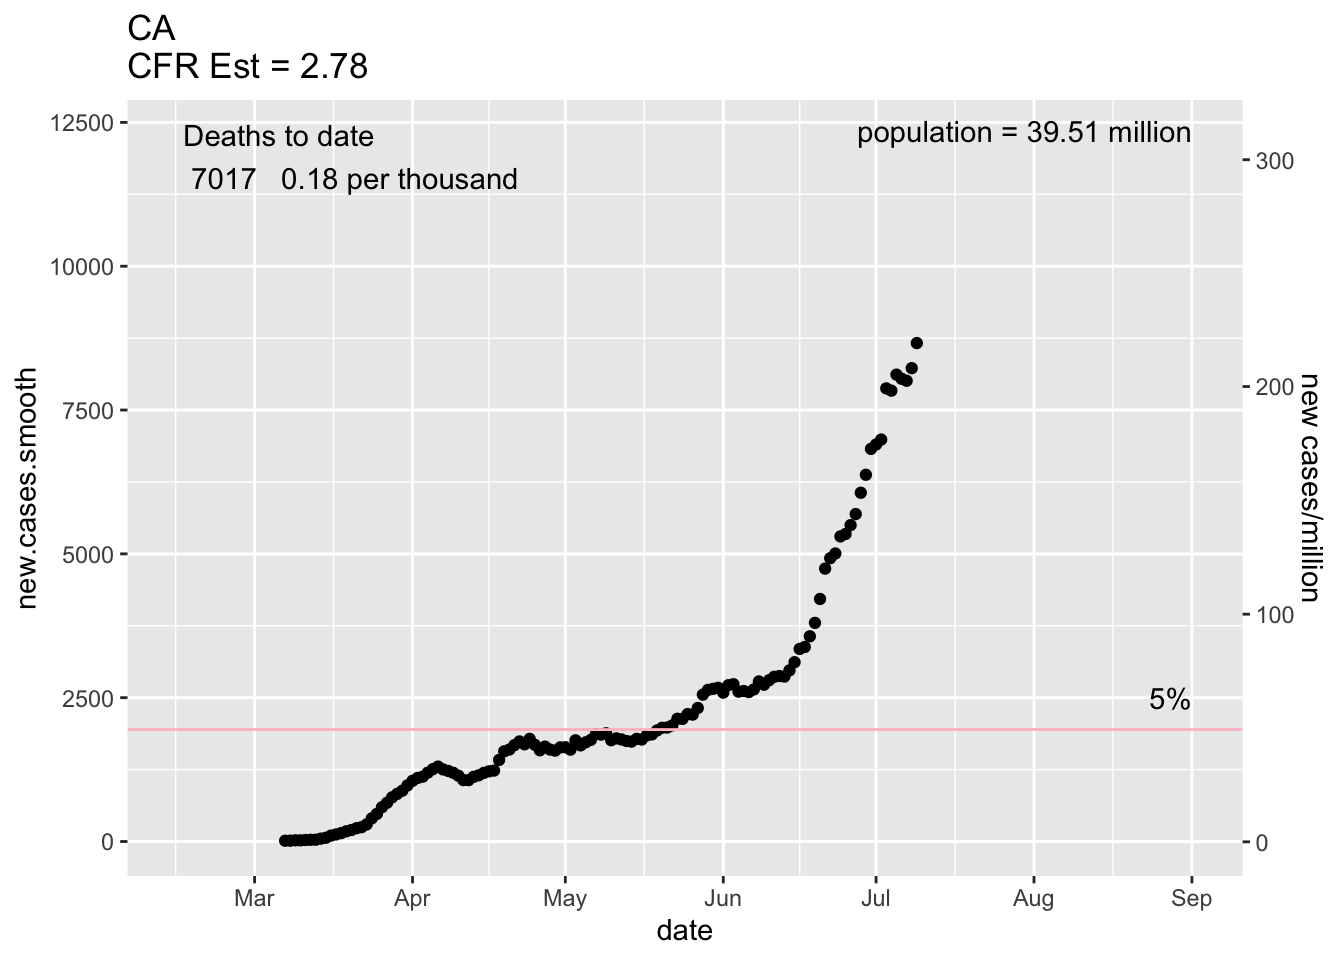 CA
CFR Est = 2.78
Deaths to date
7017 0.18 per thousand
population = 39.51 million
12500
10000
7500
5000
2500
0
new.cases.smooth
300
200
100
0
new cases/million
5%
Mar Apr May Jun Jul Aug Sep
date